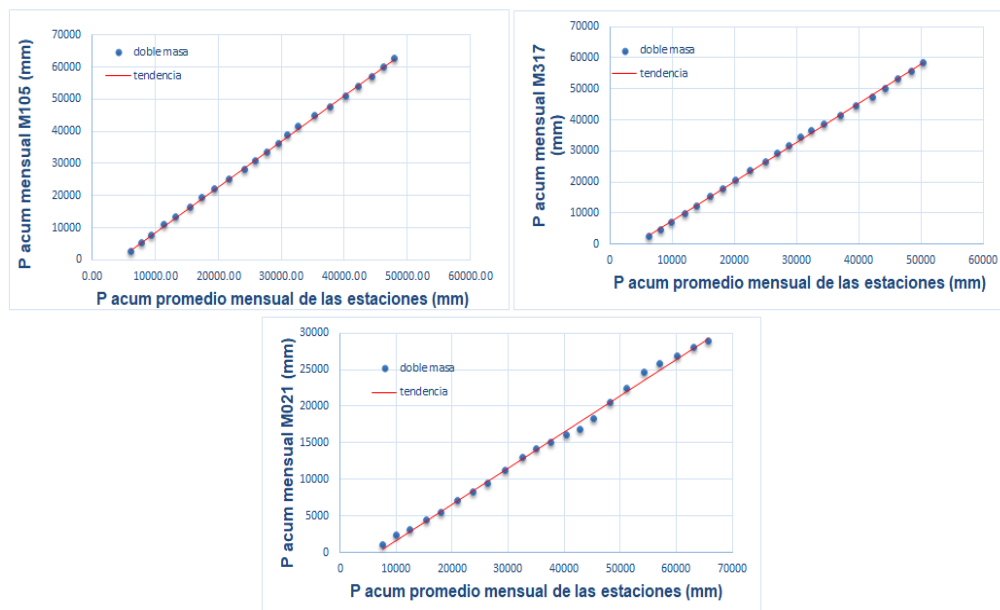 P acum mensual M105 (mm)
70000
60000
50000
40000
30000
20000
10000
0
doble masa
tendencia
0.00 10000.00 20000.00 30000.00 40000.00 50000.00 60000.00
P acum promedio mensual de las estaciones (mm)
P acum mensual M317
(mm)
70000
60000
50000
40000
30000
20000
10000
0
doble masa
tendencia
0 10000 20000 30000 40000 50000 60000
P acum promedio mensual de las estaciones (mm)
P acum mensual M021 (mm)
30000
25000
20000
15000
10000
5000
0
doble masa
tendencia
0 10000 20000 30000 40000 50000 60000 70000
P acum promedio mensual de las estaciones (mm)